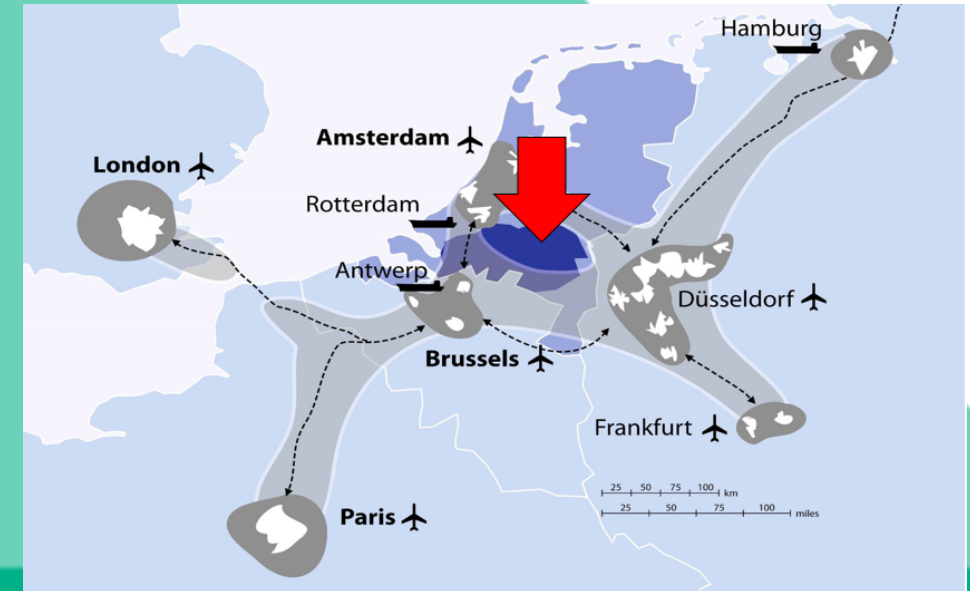 Hamburg
Amsterdam
London
Rotterdam
Antwerp
Düsseldorf
Brussels
Frankfurt
25 50 75 100 km
25 50 75 100 miles
Paris